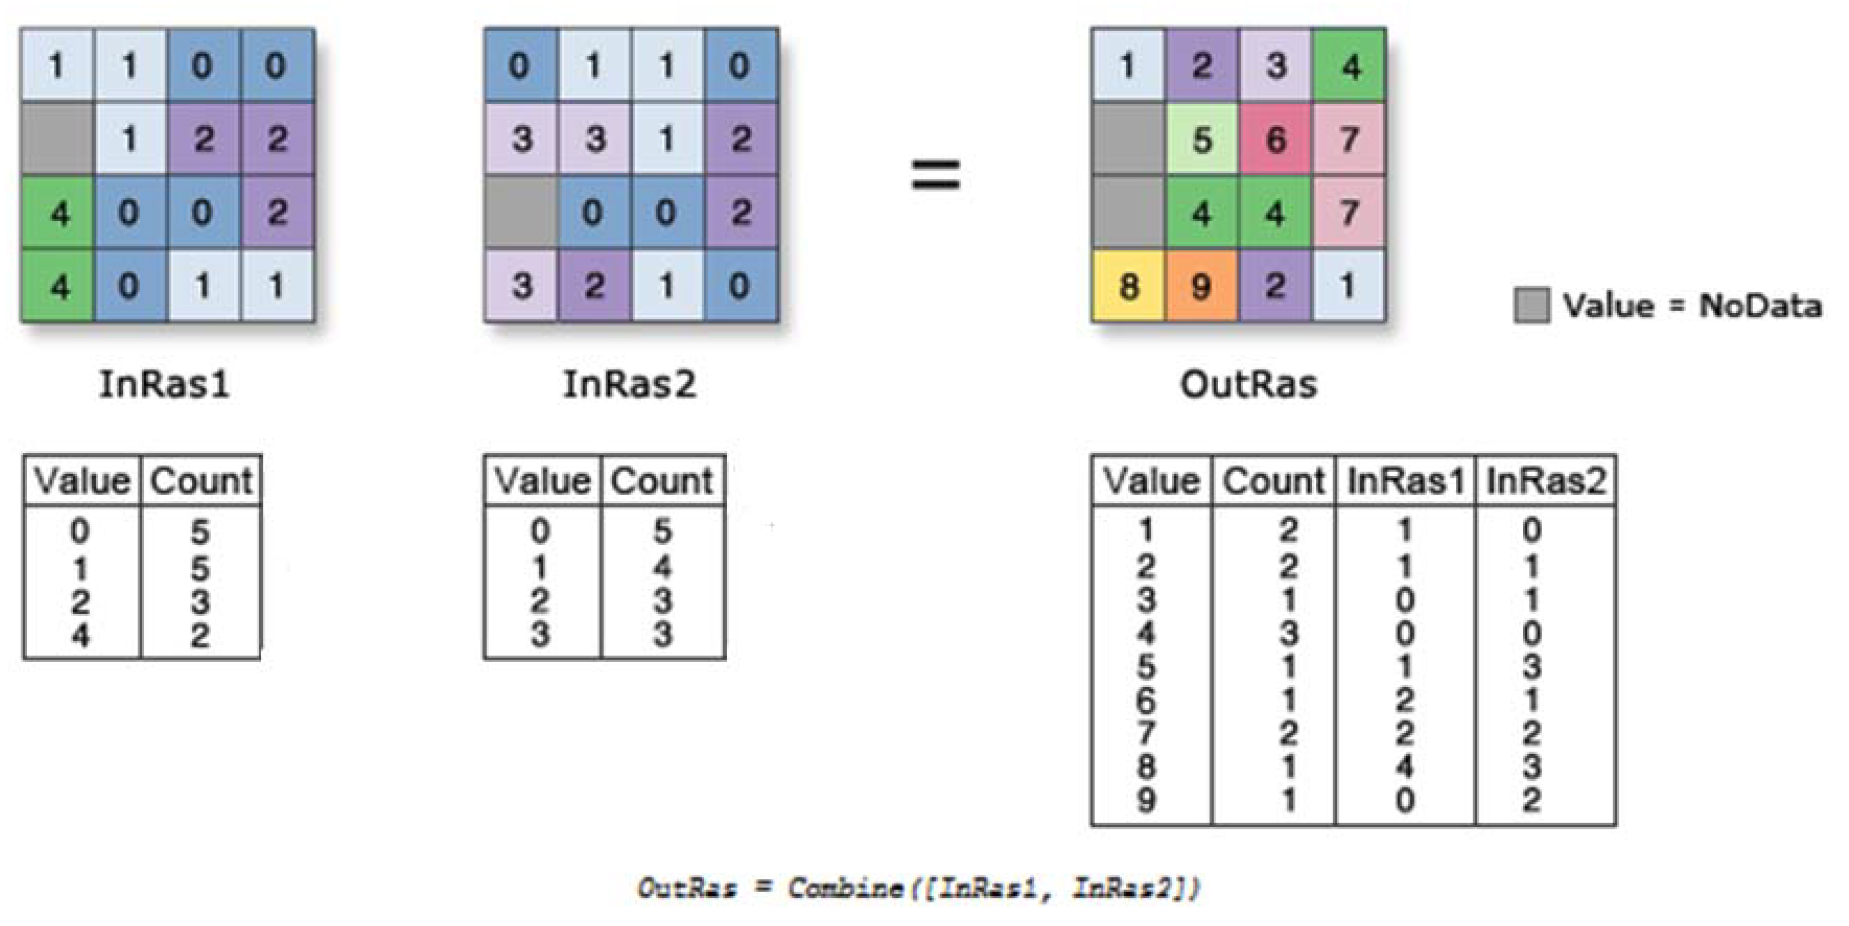 1 1 0 0 0 1 1 0 1 2 3 4
1 2 2 3 3 1 2 = 5 6 7
4 0 0 2 0 0 2 4 4 7
4 0 1 1 3 2 1 0 8 9 2 1 Value = NoData
InRas1 InRas2 OutRas
Value Count Value Count Value Count InRas1 InRas2
0 5 0 5 1 2 1 0
1 5 1 4 2 2 1 1
2 3 2 3 3 1 0 1
4 2 3 3 4 3 0 0
5 1 1 3
6 1 2 1
7 2 2 2
8 1 4 3
9 1 0 2
OutRas = Combine([InRas1, InRas2])